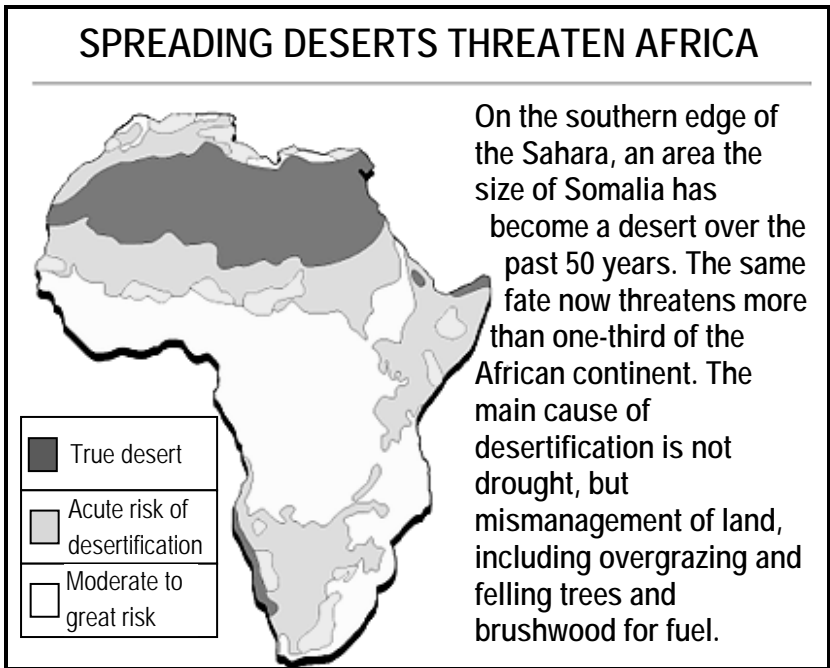 SPREADING DESERTS THREATEN AFRICA
On the southern edge of
the Sahara, an area the
size of Somalia has
become a desert over the
past 50 years. The same
fate now threatens more
than one-third of the
African continent. The
main cause of
desertification is not
drought, but
mismanagement of land,
including overgrazing and
felling trees and
brushwood for fuel.
True desert
Acute risk of
desertification
Moderate to
great risk